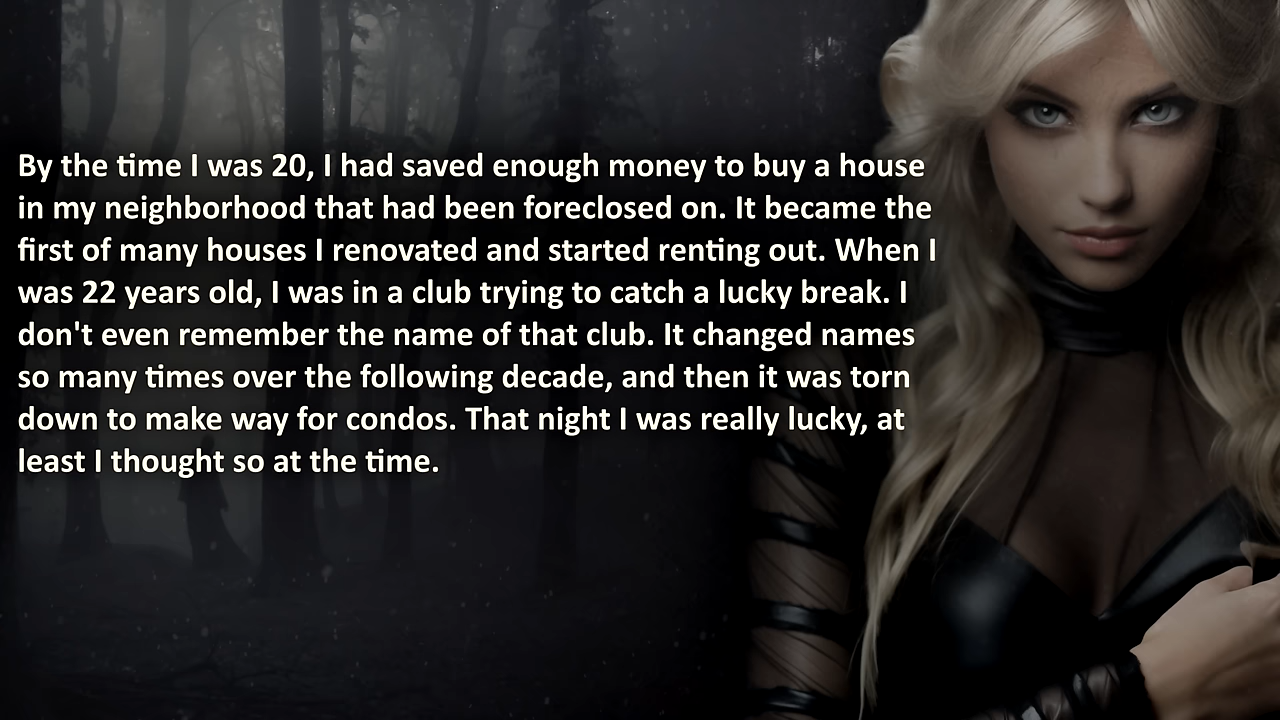 By the time I was 20, I had saved enough money to buy a house
in my neighborhood that had been foreclosed on. It became the
first of many houses I renovated and started renting out. When I
was 22 years old, I was in a club trying to catch a lucky break. I
don't even remember the name of that club. It changed names
so many times over the following decade, and then it was torn
down to make way for condos. That night I was really lucky, at
least I thought so at the time.